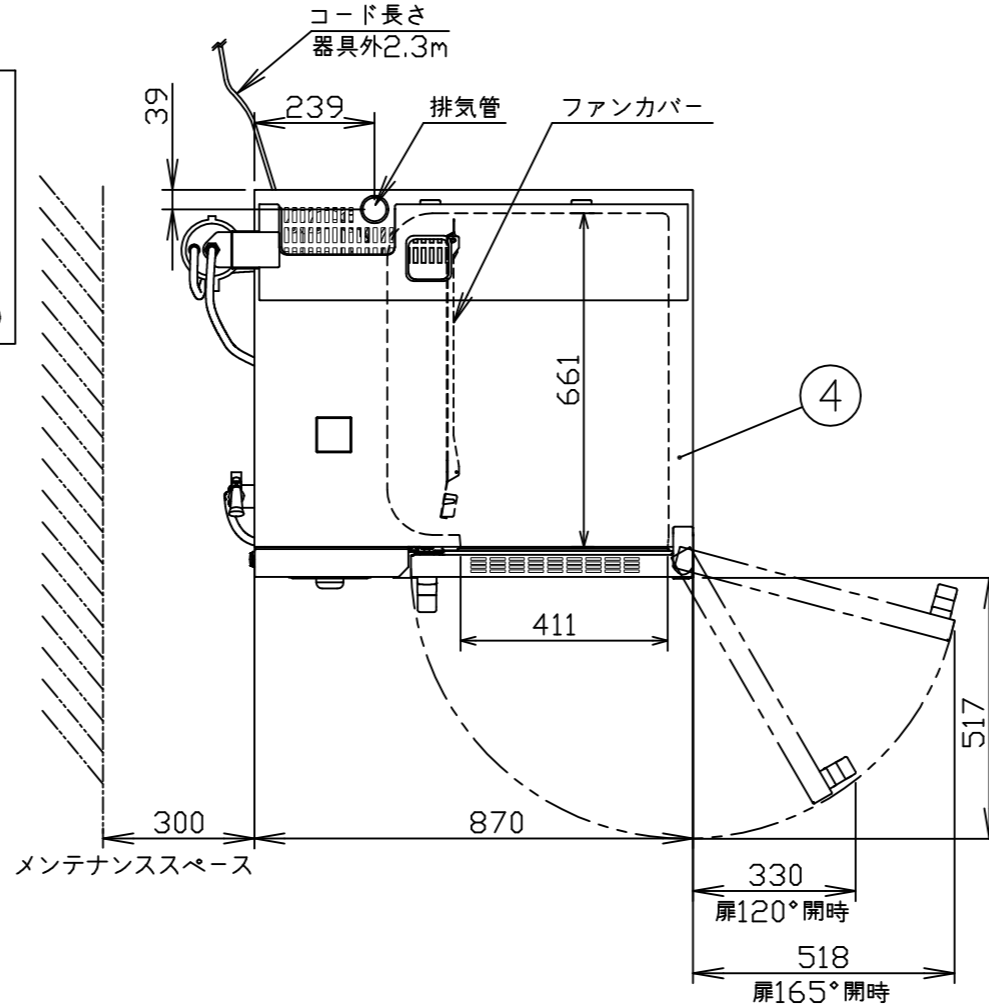 コード長さ
器具外2.3m
39
239
排気管
ファンカバー
661
4
411
517
300
870
メンテナンススペース
330
扉120°開時
518
扉165°開時